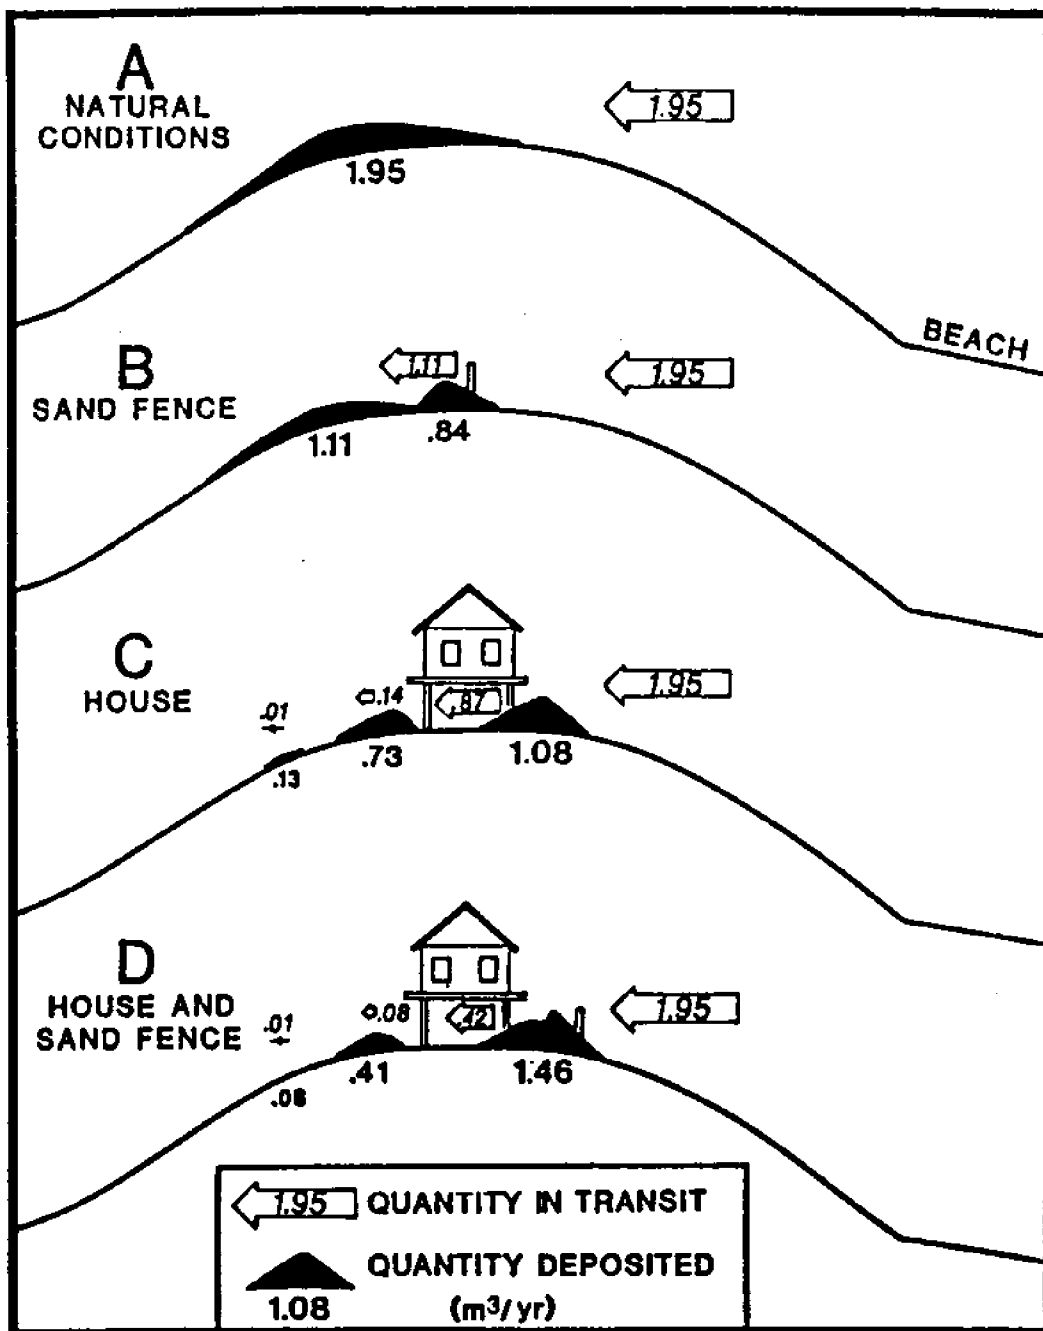 A
NATURAL
CONDITIONS
1.95
1.95
BEACH
B
SAND FENCE
1.11
1.95
1.11
.84
C
HOUSE
.01
.14
.87
1.95
.13
.73
1.08
D
HOUSE AND
SAND FENCE
.01
.08
.42
1.95
.41
1.46
1.95 QUANTITY IN TRANSIT
QUANTITY DEPOSITED
1.08 (m³/yr)